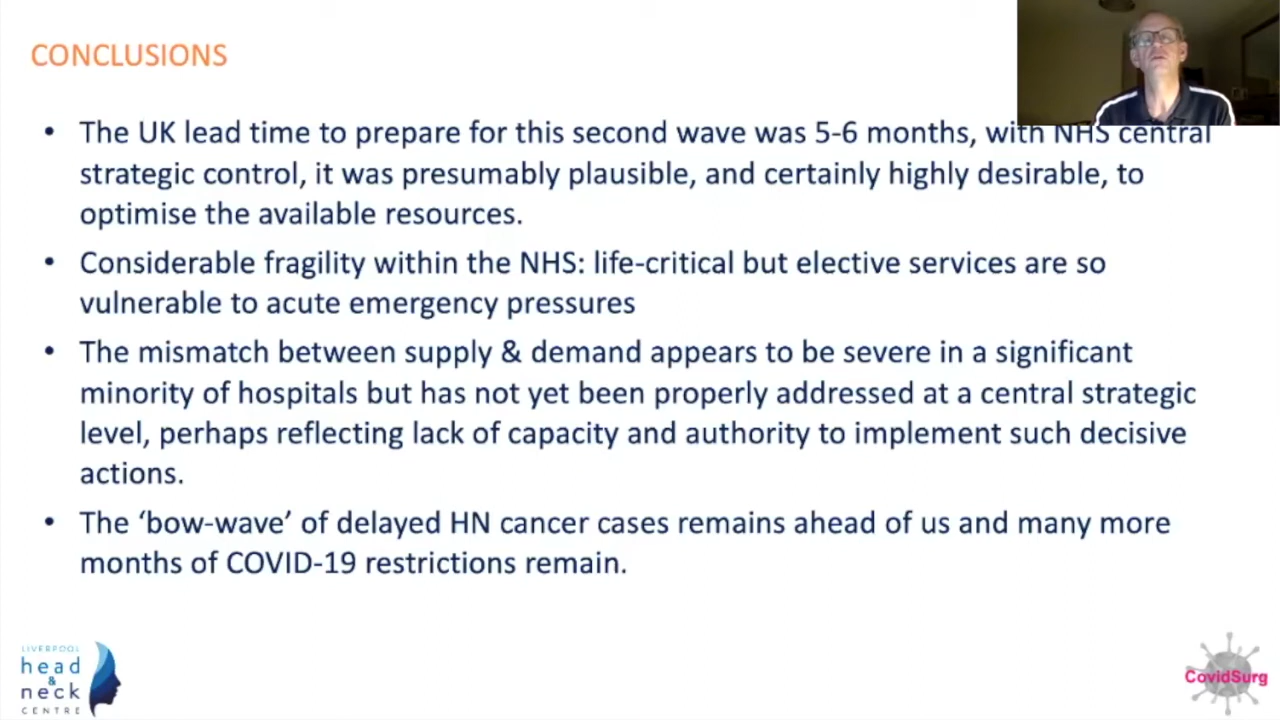 CONCLUSIONS
• The UK lead time to prepare for this second wave was 5-6 months, with NHS central
strategic control, it was presumably plausible, and certainly highly desirable, to
optimise the available resources.
• Considerable fragility within the NHS: life-critical but elective services are so
vulnerable to acute emergency pressures
• The mismatch between supply & demand appears to be severe in a significant
minority of hospitals but has not yet been properly addressed at a central strategic
level, perhaps reflecting lack of capacity and authority to implement such decisive
actions.
• The ‘bow-wave’ of delayed HN cancer cases remains ahead of us and many more
months of COVID-19 restrictions remain.
LIVERPOOL
head
&
neck
CENTRE
CovidSurg